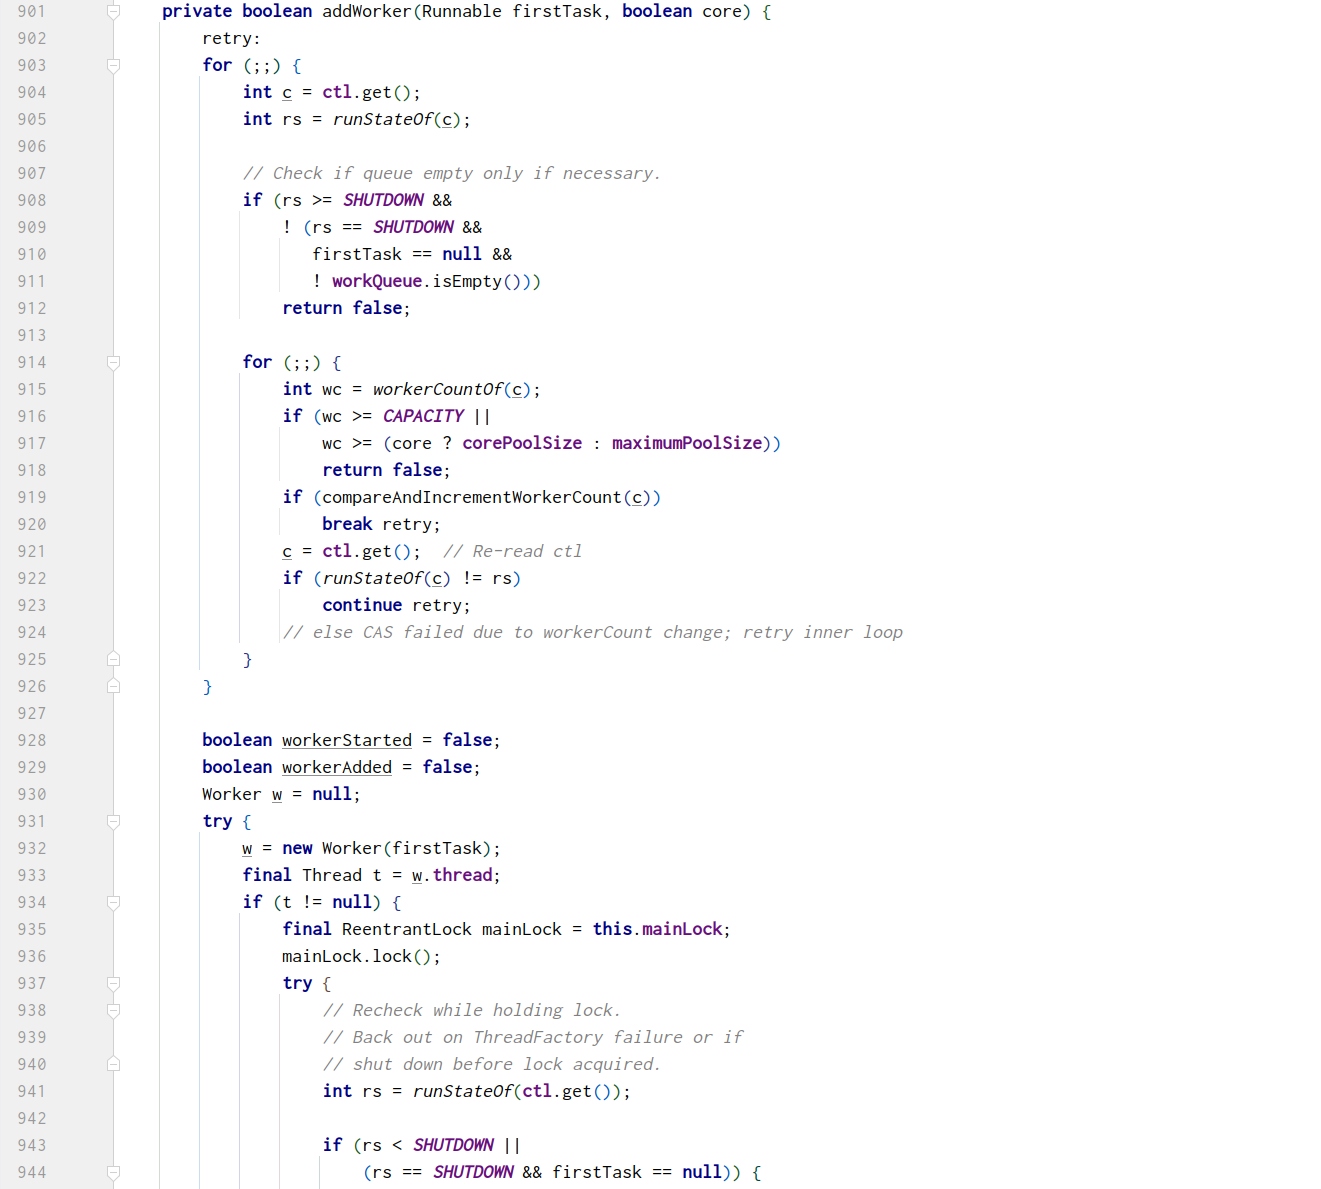 901 private boolean addWorker(Runnable firstTask, boolean core) {
902 retry:
903 for (;;) {
904 int c = ctl.get();
905 int rs = runStateOf(c);
906
907 // Check if queue empty only if necessary.
908 if (rs >= SHUTDOWN &&
909 ! (rs == SHUTDOWN &&
910 firstTask == null &&
911 ! workQueue.isEmpty()))
912 return false;
913
914 for (;;) {
915 int wc = workerCountOf(c);
916 if (wc >= CAPACITY ||
917 wc >= (core ? corePoolSize : maximumPoolSize))
918 return false;
919 if (compareAndIncrementWorkerCount(c))
920 break retry;
921 c = ctl.get();  // Re-read ctl
922 if (runStateOf(c) != rs)
923 continue retry;
924 // else CAS failed due to workerCount change; retry inner loop
925 }
926 }
927
928 boolean workerStarted = false;
929 boolean workerAdded = false;
930 Worker w = null;
931 try {
932 w = new Worker(firstTask);
933 final Thread t = w.thread;
934 if (t != null) {
935 final ReentrantLock mainLock = this.mainLock;
936 mainLock.lock();
937 try {
938 // Recheck while holding lock.
939 // Back out on ThreadFactory failure or if
940 // shut down before lock acquired.
941 int rs = runStateOf(ctl.get());
942
943 if (rs < SHUTDOWN ||
944 (rs == SHUTDOWN && firstTask == null)) {